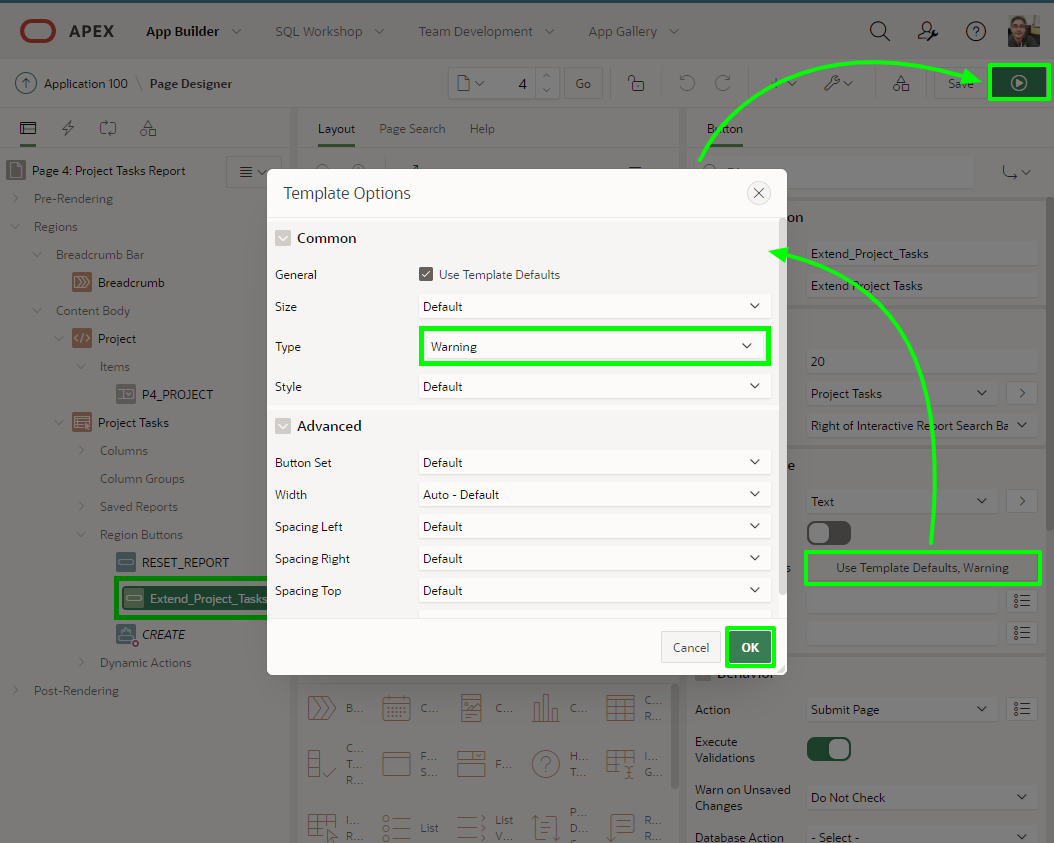 APEX App Builder SQL Workshop Team Development App Gallery
Application 100 \ Page Designer 4 Go Save
Layout Page Search Help
Button
Page 4: Project Tasks Report
Pre-Rendering
Regions
Breadcrumb Bar
Breadcrumb
Content Body
Project
Items
P4_PROJECT
Project Tasks
Columns
Column Groups
Saved Reports
Region Buttons
RESET_REPORT
Extend_Project_Tasks
CREATE
Dynamic Actions
Post-Rendering
Template Options
Common
General Use Template Defaults
Size Default
Type Warning
Style Default
Advanced
Button Set Default
Width Auto - Default
Spacing Left Default
Spacing Right Default
Spacing Top Default
Cancel OK
B... C... C... C... C...
R...
C...
T...
R...
F...
S...
F...
H...
T...
I...
G...
I...
R...
List
List
V...
P...
D...
R...
R...
on
Extend_Project_Tasks
Extend Project Tasks
20
Project Tasks
Right of Interactive Report Search Ba
e
Text
s Use Template Defaults, Warning
Behavior
Action Submit Page
Execute
Validations
Warn on Unsaved
Changes
Do Not Check
Database Action - Select -